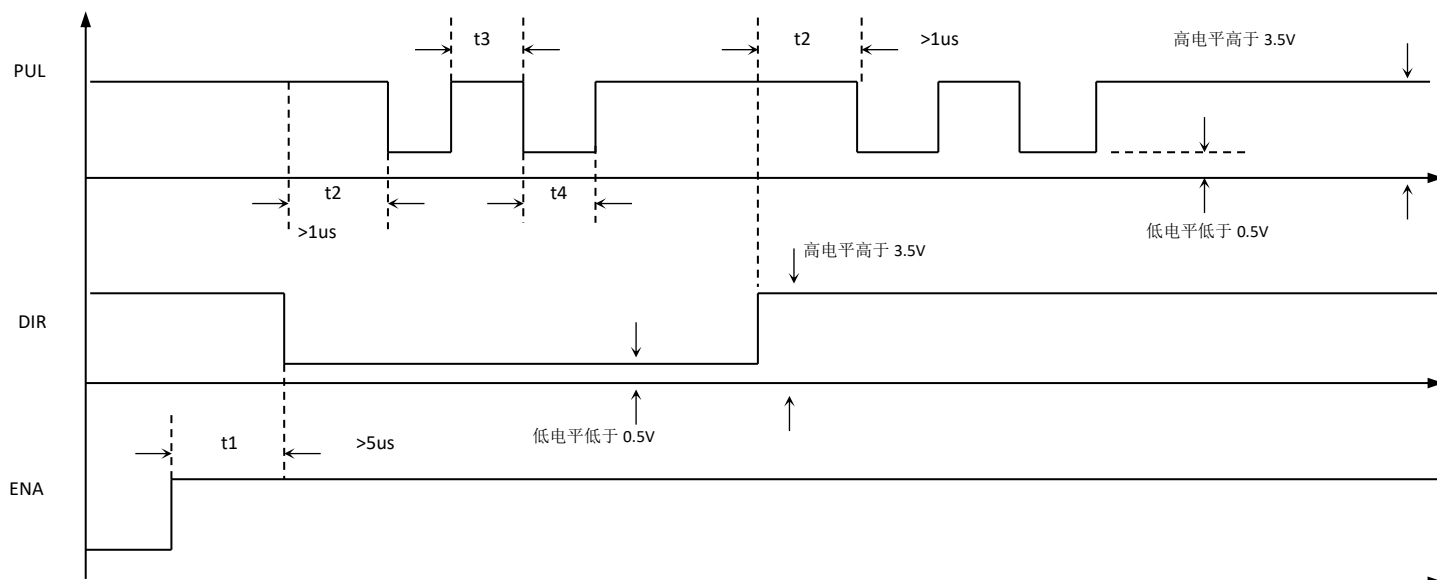 t3
t2
>1us
高电平高于 3.5V
PUL
t2
t4
>1us
低电平低于 0.5V
高电平高于 3.5V
DIR
低电平低于 0.5V
t1
>5us
ENA